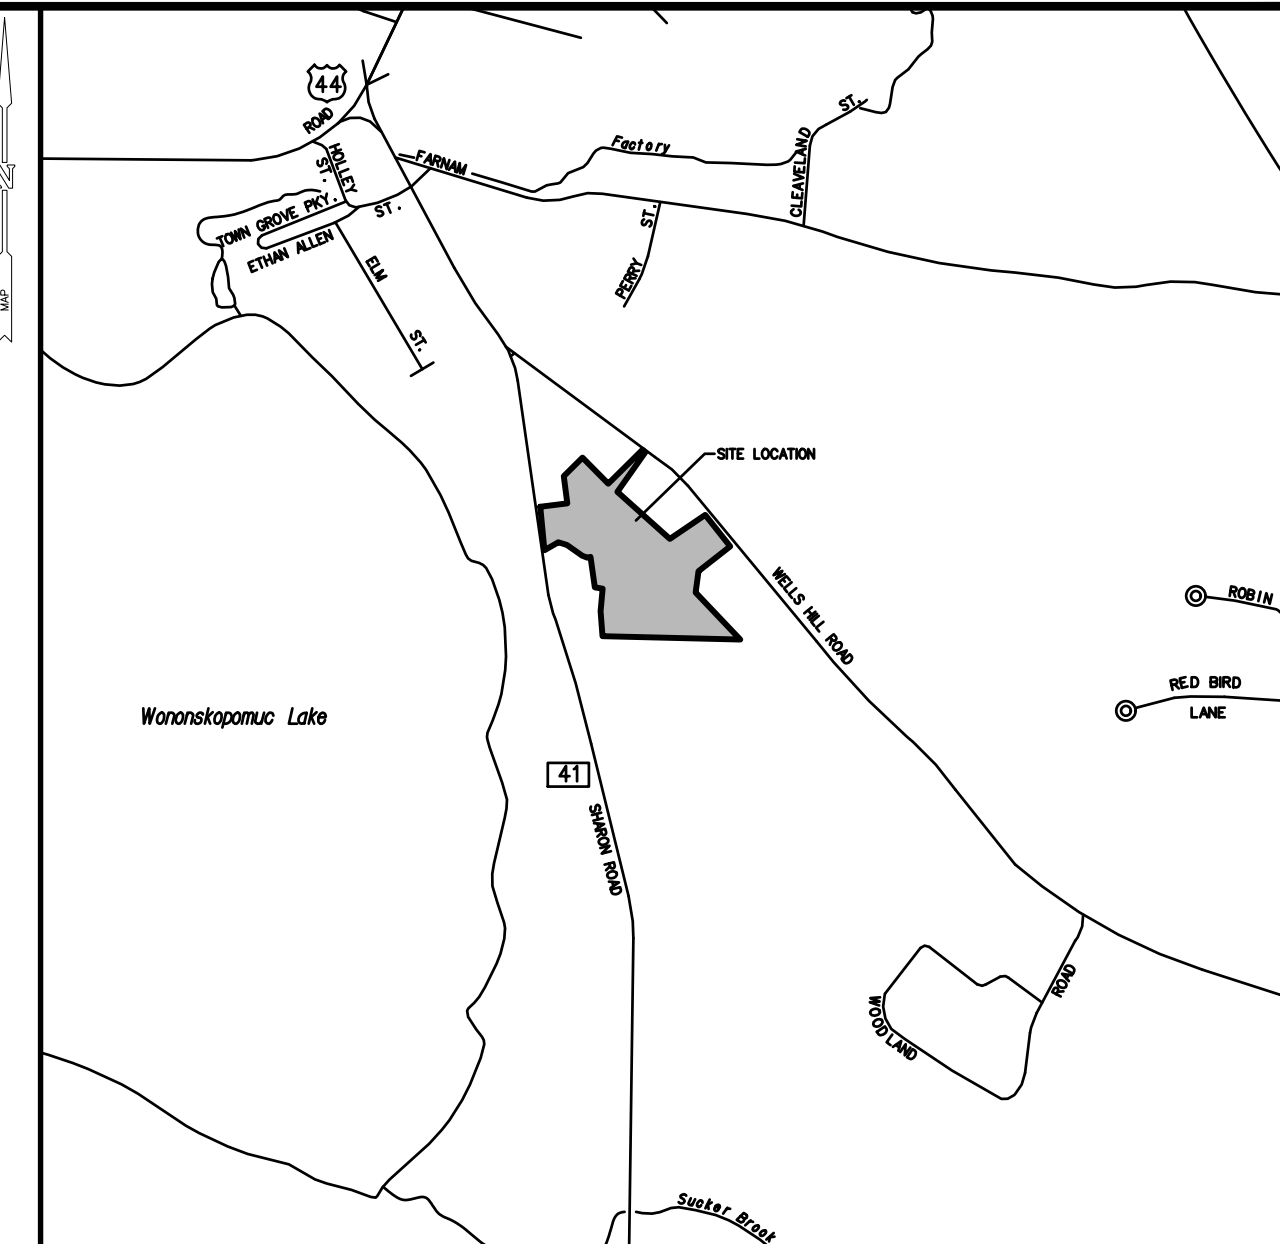 44
ROAD
HOLLEY
ST.
FARNAM
Factory
CLEAVELAND
ST.
TOWN GROVE PKY.
ST.
ETHAN ALLEN
ELM
ST.
PERRY
ST.
N
MAP
SITE LOCATION
WELLS HILL ROAD
ROBIN
RED BIRD
LANE
Wononskopomuc Lake
41
SHARON ROAD
WOODLAND
ROAD
Sucker Brook